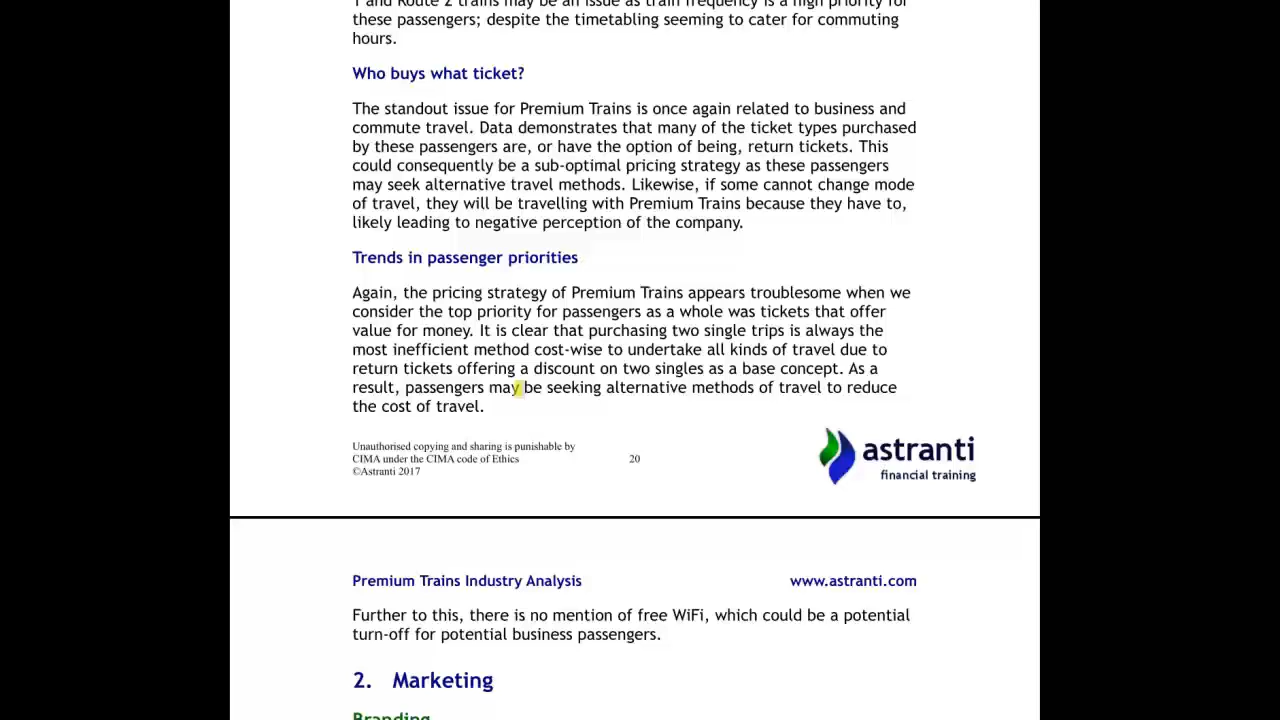 1 and Route 2 trains may be an issue as train frequency is a high priority for
these passengers; despite the timetabling seeming to cater for commuting
hours.
Who buys what ticket?
The standout issue for Premium Trains is once again related to business and
commute travel. Data demonstrates that many of the ticket types purchased
by these passengers are, or have the option of being, return tickets. This
could consequently be a sub-optimal pricing strategy as these passengers
may seek alternative travel methods. Likewise, if some cannot change mode
of travel, they will be travelling with Premium Trains because they have to,
likely leading to negative perception of the company.
Trends in passenger priorities
Again, the pricing strategy of Premium Trains appears troublesome when we
consider the top priority for passengers as a whole was tickets that offer
value for money. It is clear that purchasing two single trips is always the
most inefficient method cost-wise to undertake all kinds of travel due to
return tickets offering a discount on two singles as a base concept. As a
result, passengers may be seeking alternative methods of travel to reduce
the cost of travel.
Unauthorised copying and sharing is punishable by
CIMA under the CIMA code of Ethics
©Astranti 2017
20
astranti
financial training
Premium Trains Industry Analysis
www.astranti.com
Further to this, there is no mention of free WiFi, which could be a potential
turn-off for potential business passengers.
2. Marketing
Branding